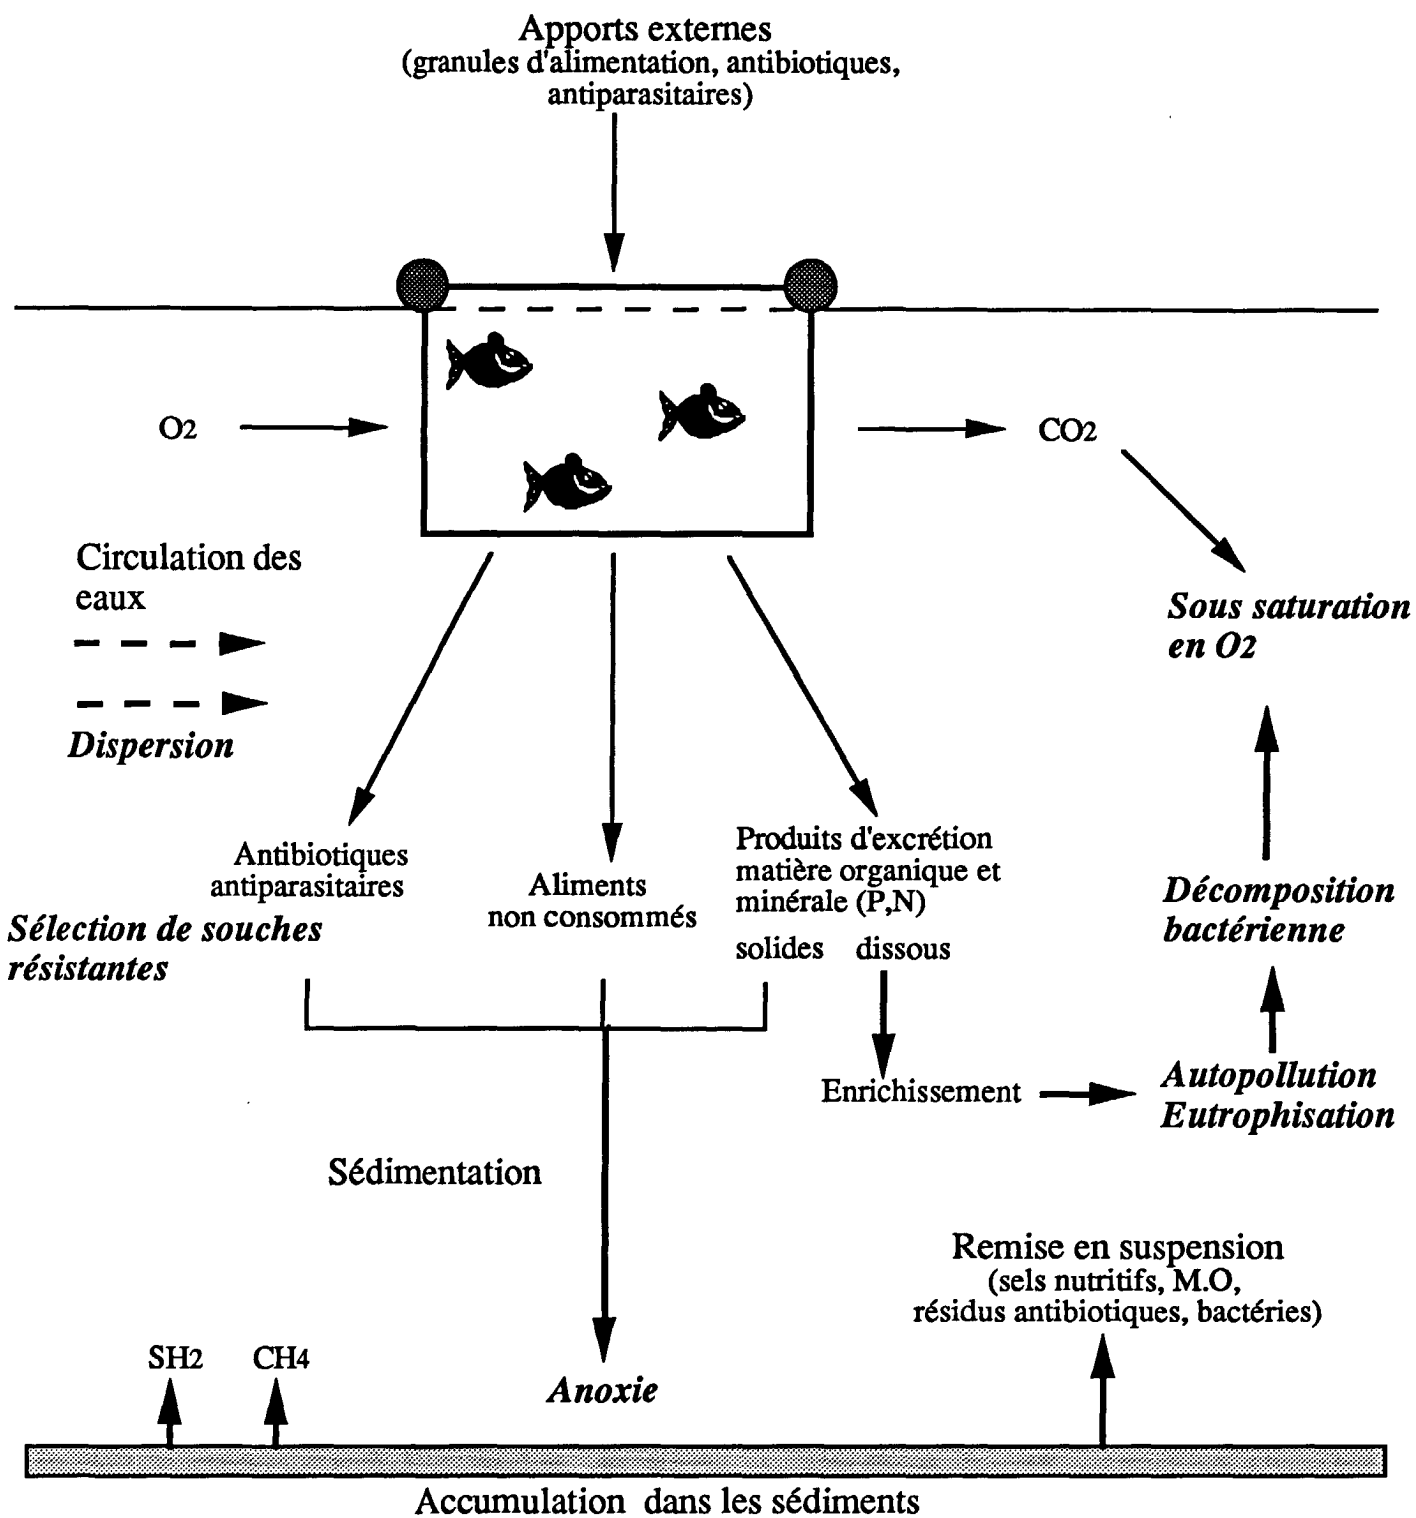 Apports externes
(granules d'alimentation, antibiotiques,
antiparasitaires)
O2
CO2
Circulation des
eaux
Dispersion
Sous saturation
en O2
Antibiotiques
antiparasitaires
Sélection de souches
résistantes
Aliments
non consommés
Produits d'excrétion
matière organique et
minérale (P,N)
solides dissous
Décomposition
bactérienne
Enrichissement
Autopollution
Eutrophisation
Sédimentation
Remise en suspension
(sels nutritifs, M.O,
résidus antibiotiques, bactéries)
SH2
CH4
Anoxie
Accumulation dans les sédiments